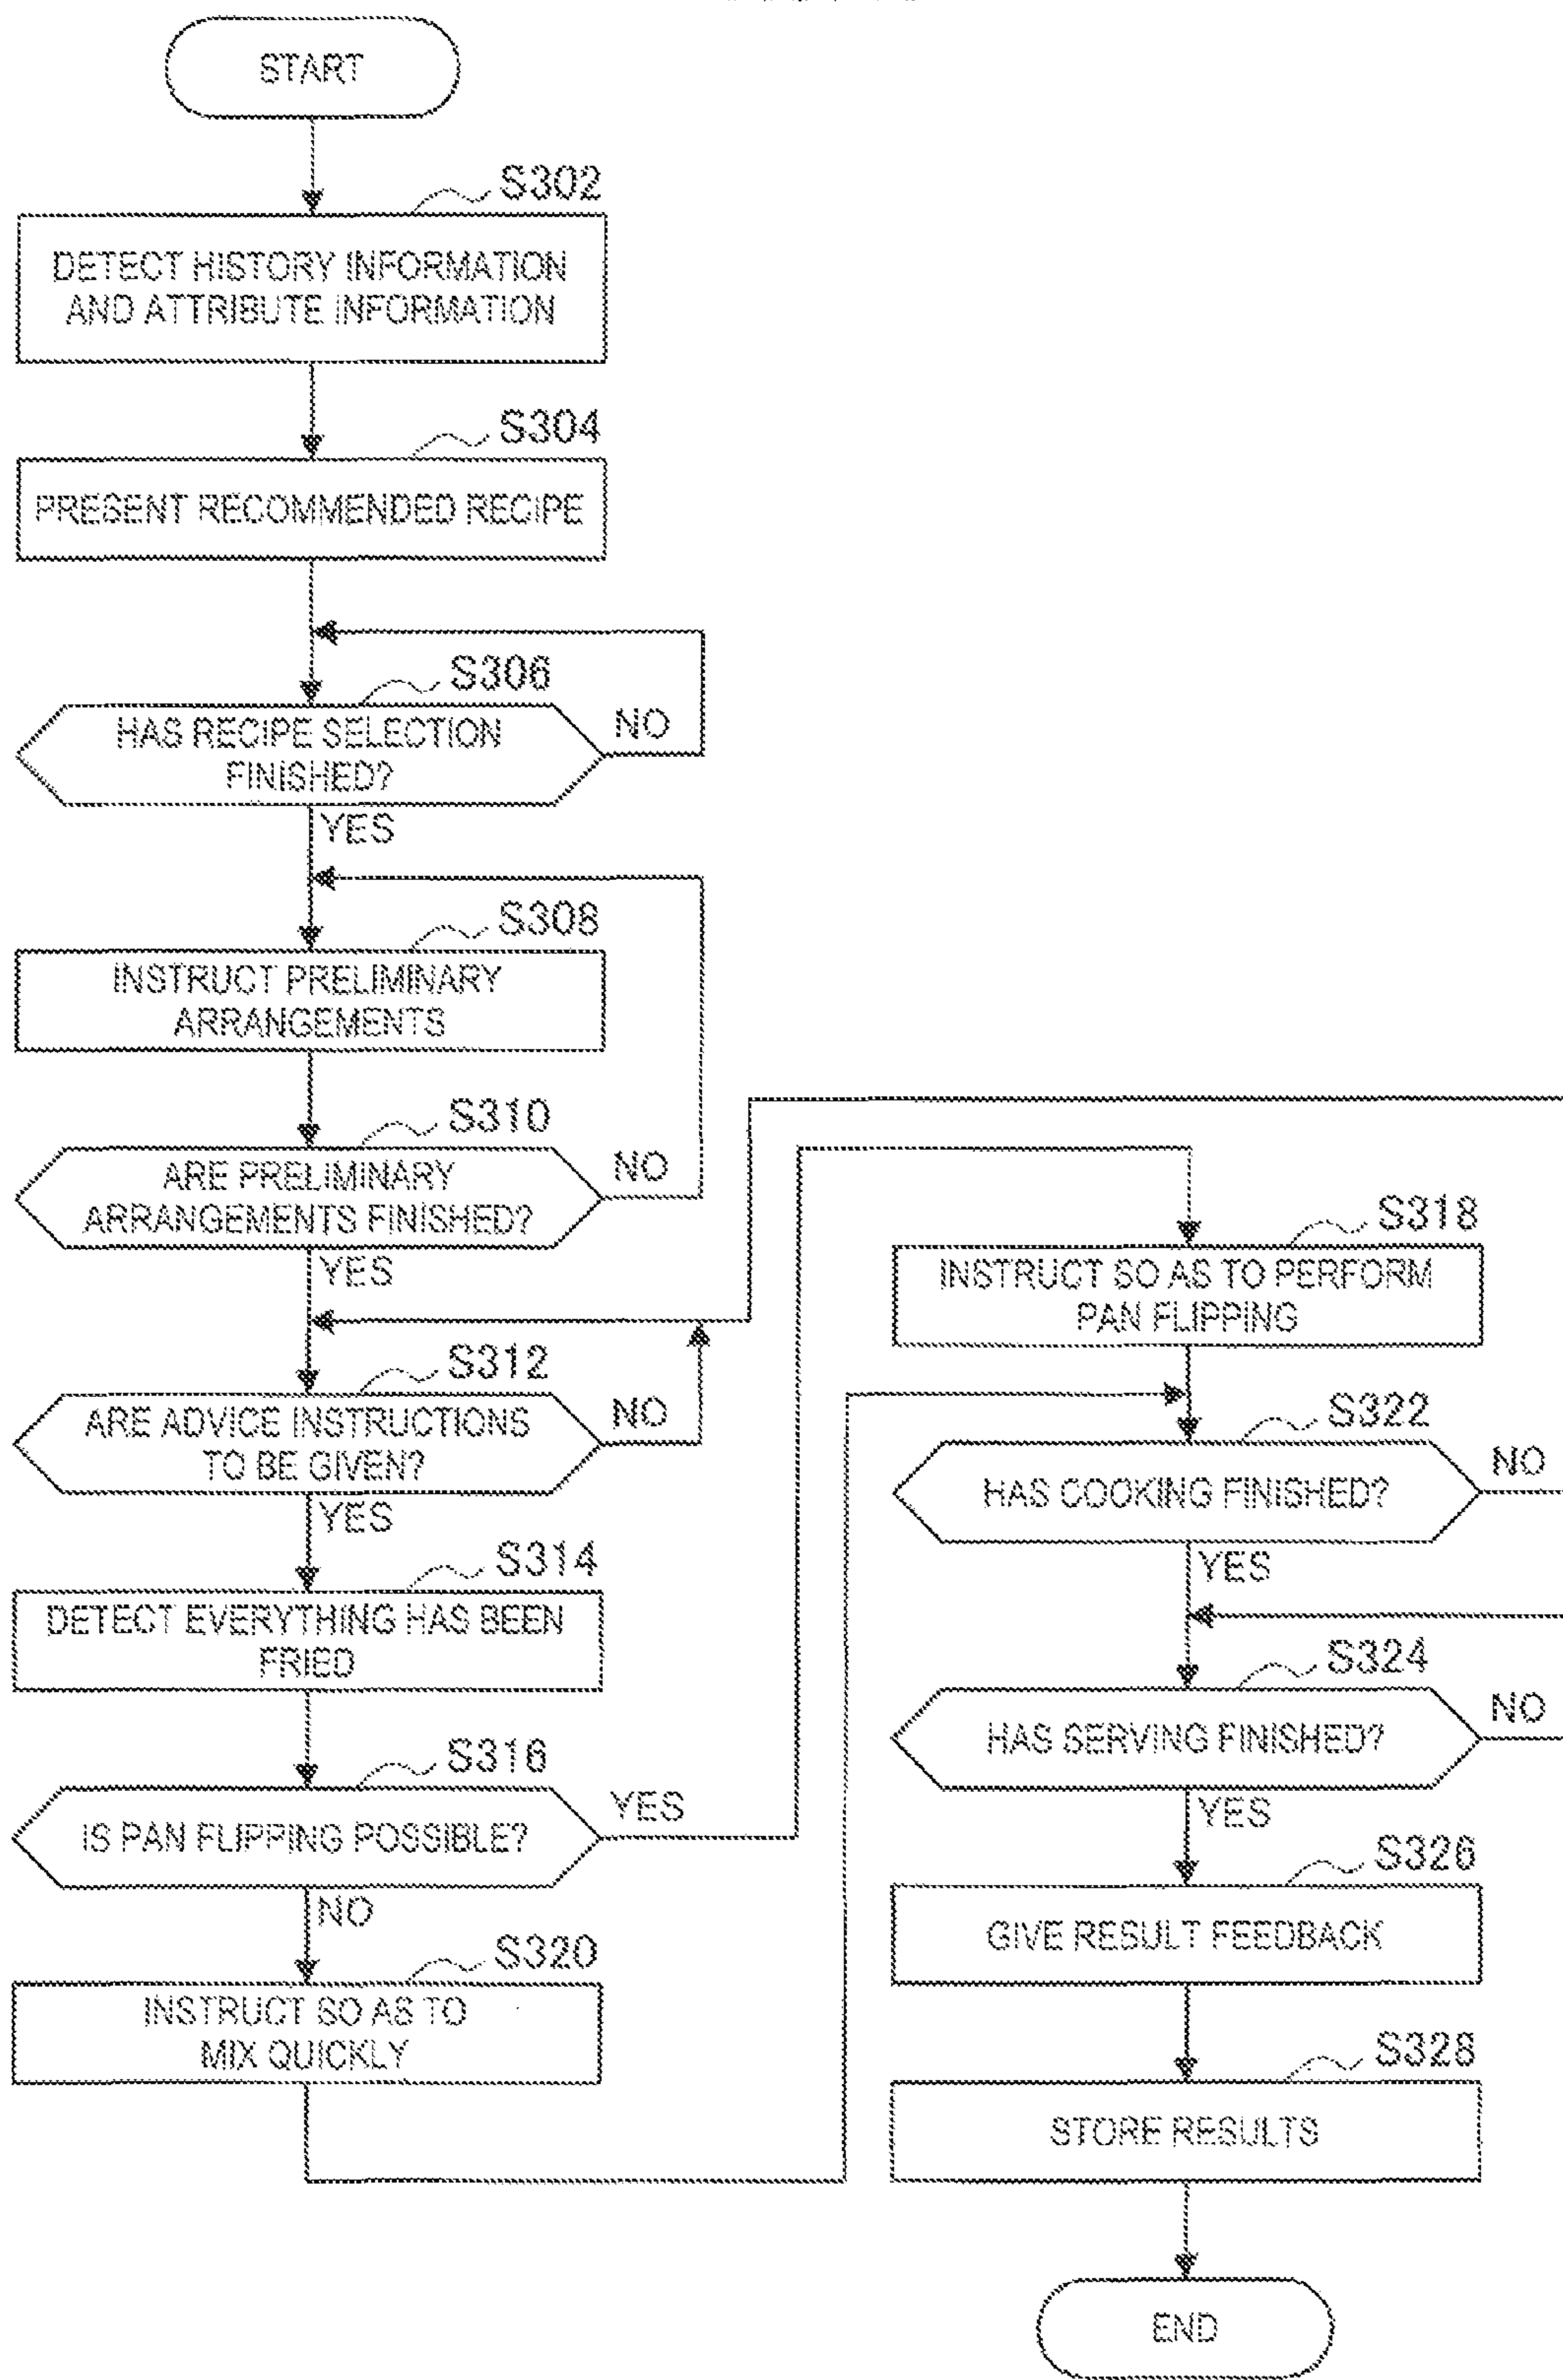 START
S302
DETECT HISTORY INFORMATION
AND ATTRIBUTE INFORMATION
S304
PRESENT RECOMMENDED RECIPE
S306
HAS RECIPE SELECTION
FINISHED?
NO
YES
S308
INSTRUCT PRELIMINARY
ARRANGEMENTS
S310
ARE PRELIMINARY
ARRANGEMENTS FINISHED?
NO
YES
S312
ARE ADVICE INSTRUCTIONS
TO BE GIVEN?
NO
YES
S314
DETECT EVERYTHING HAS BEEN
FRIED
S316
IS PAN FLIPPING POSSIBLE?
YES
NO
S320
INSTRUCT SO AS TO
MIX QUICKLY
S318
INSTRUCT SO AS TO PERFORM
PAN FLIPPING
S322
HAS COOKING FINISHED?
NO
YES
S324
HAS SERVING FINISHED?
NO
YES
S326
GIVE RESULT FEEDBACK
S328
STORE RESULTS
END